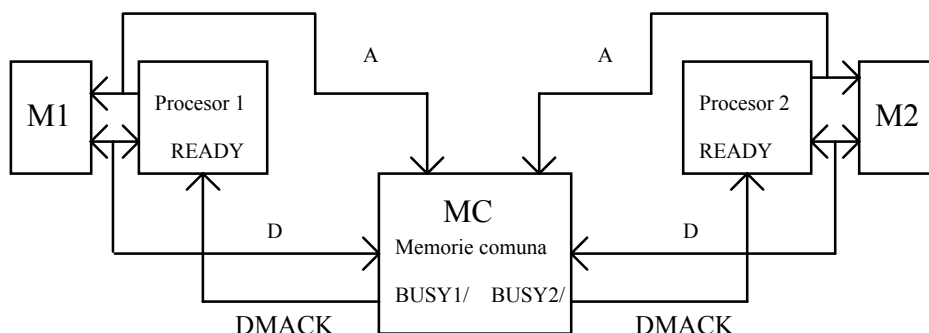 A
A
M1
Procesor 1
READY
Procesor 2
READY
M2
MC
Memorie comuna
BUSY1/ BUSY2/
D
D
DMACK
DMACK